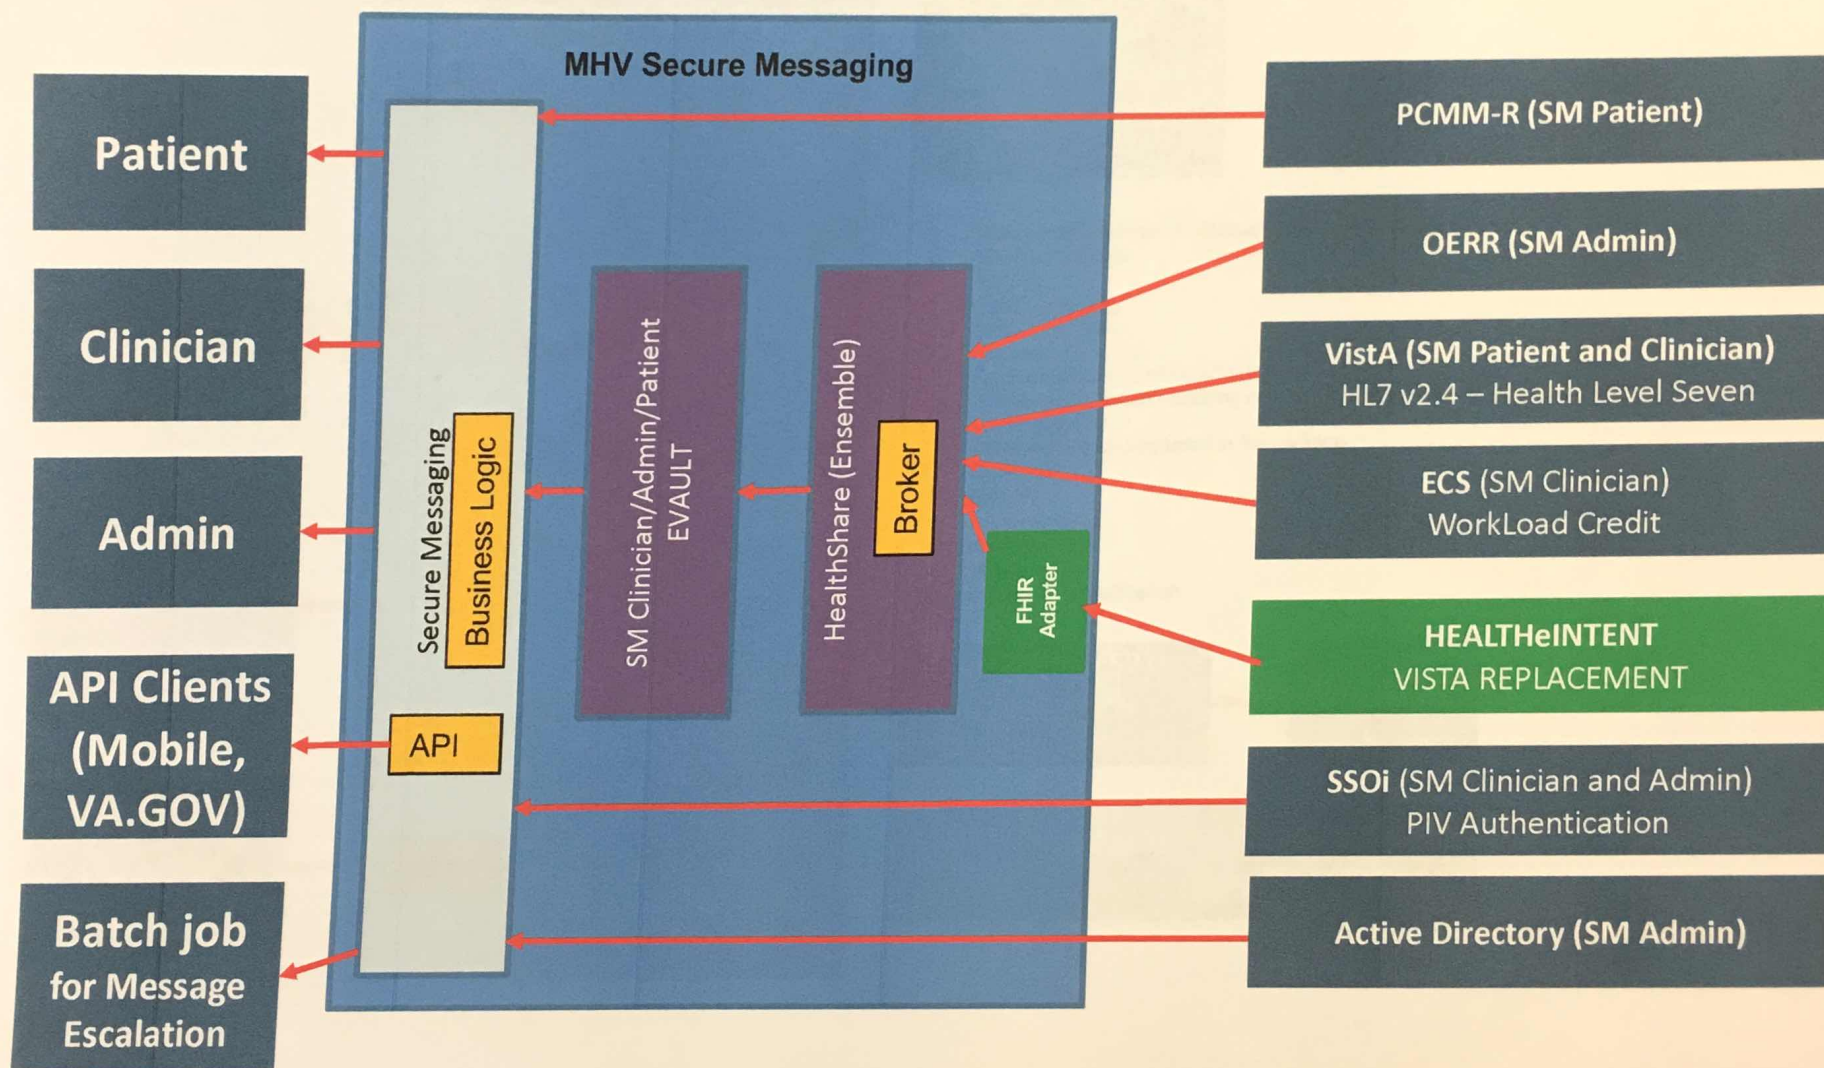 MHV Secure Messaging
Patient
Clinician
Admin
API Clients
(Mobile,
VA.GOV)
Batch job
for Message
Escalation
Secure Messaging
Business Logic
API
SM Clinician/Admin/Patient
EVAULT
HealthShare (Ensemble)
Broker
FHIR
Adapter
PCMM-R (SM Patient)
OERR (SM Admin)
VistA (SM Patient and Clinician)
HL7 v2.4 – Health Level Seven
ECS (SM Clinician)
WorkLoad Credit
HEALTHeINTENT
VISTA REPLACEMENT
SSOi (SM Clinician and Admin)
PIV Authentication
Active Directory (SM Admin)